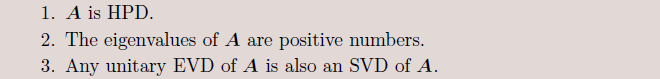 1. A is HPD.
2. The eigenvalues of A are positive numbers.
3. Any unitary EVD of A is also an SVD of A.